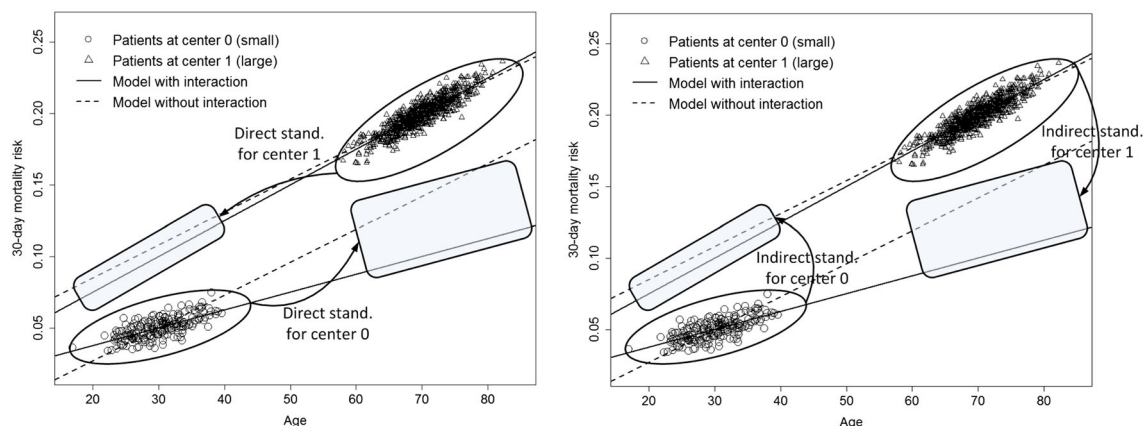 Patients at center 0 (small)
Patients at center 1 (large)
Model with interaction
Model without interaction
Direct stand.
for center 1
Direct stand.
for center 0
30-day mortality risk
0.25
0.20
0.15
0.10
0.05
20 30 40 50 60 70 80
Age
Patients at center 0 (small)
Patients at center 1 (large)
Model with interaction
Model without interaction
Indirect stand.
for center 1
Indirect stand.
for center 0
30-day mortality risk
0.25
0.20
0.15
0.10
0.05
20 30 40 50 60 70 80
Age